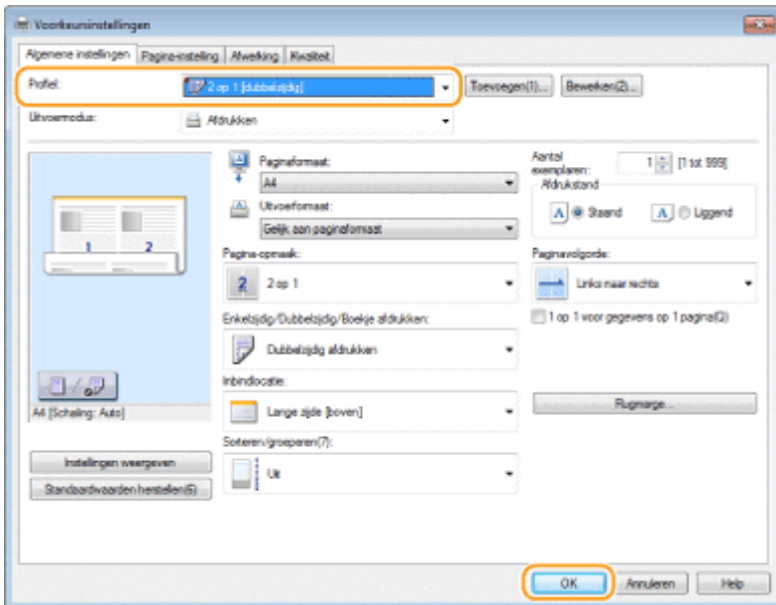 Voorkeursinstellingen
Algemene instellingen Pagina-instelling Afwerking Kwaliteit
Profiel: 2 op 1 [dubbelzijdig] Toevoegen(1)... Bewerken(2)...
Uitvoermodus: Afdrukken
Paginaformaat:
A4
Uitvoerformaat:
Gelijk aan paginaformaat
Pagina-opmaak:
2 2 op 1
Enkelzijdig/Dubbelzijdig/Boekje afdrukken:
Dubbelzijdig afdrukken
Inbindlocatie:
Lange zijde [boven]
Sorteren/groeperen(7):
Uit
Aantal
exemplaren: 1 [1 tot 999]
Afdrukstand
A Staand A Liggend
Paginavolgorde:
Links naar rechts
1 op 1 voor gegevens op 1 pagina(Q)
Rugmarge...
1 2
A4 [Schaling: Auto]
Instellingen weergeven
Standaardwaarden herstellen(6)
OK Annuleren Help